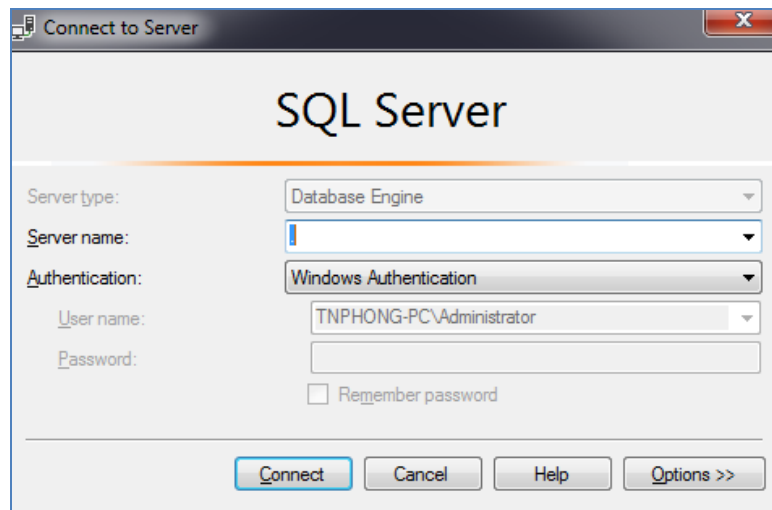 Connect to Server
SQL Server
Server type: Database Engine
Server name: .
Authentication: Windows Authentication
User name: TNPHONG-PC\Administrator
Password:
Remember password
Connect Cancel Help Options >>